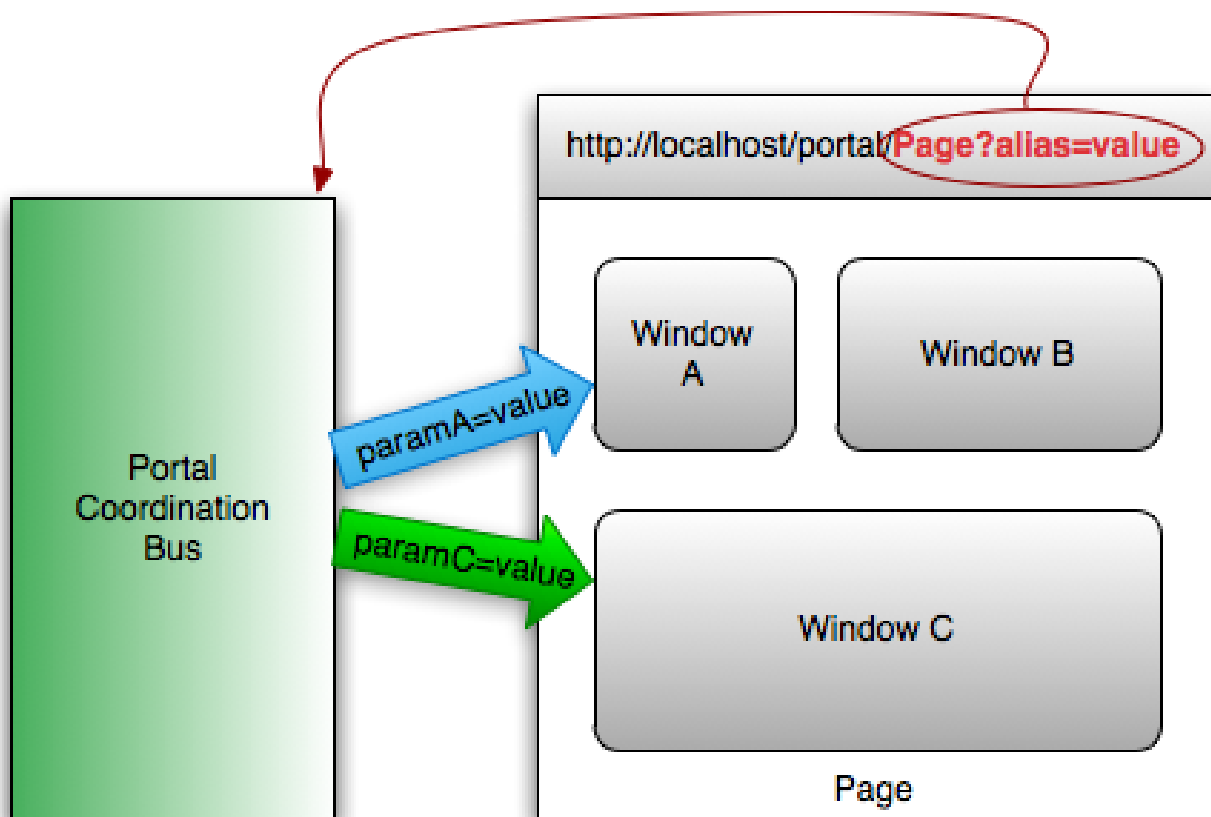 http://localhost/portal/Page?alias=value
Window
A
Window B
paramA=value
Portal
Coordination
Bus
paramC=value
Window C
Page